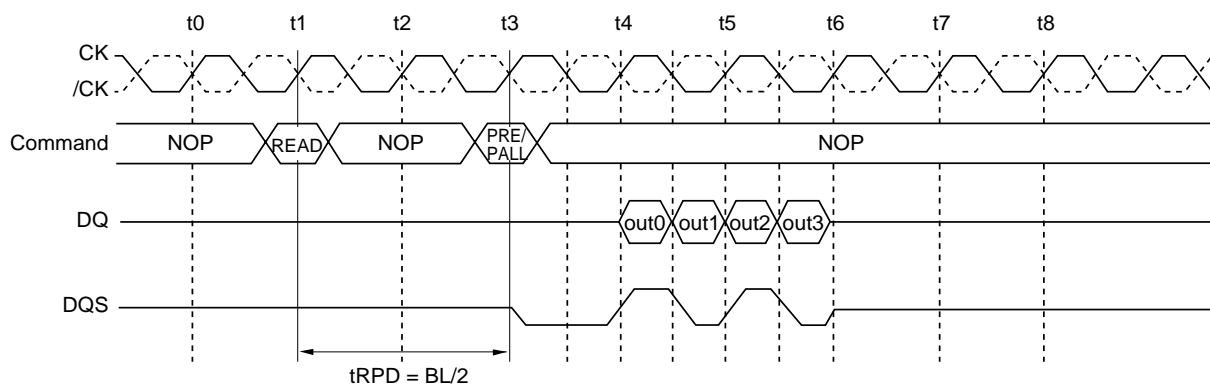 t0 t1 t2 t3 t4 t5 t6 t7 t8
CK
/CK
Command NOP READ NOP PRE/ PALL NOP
DQ out0 out1 out2 out3
DQS
tRPD = BL/2